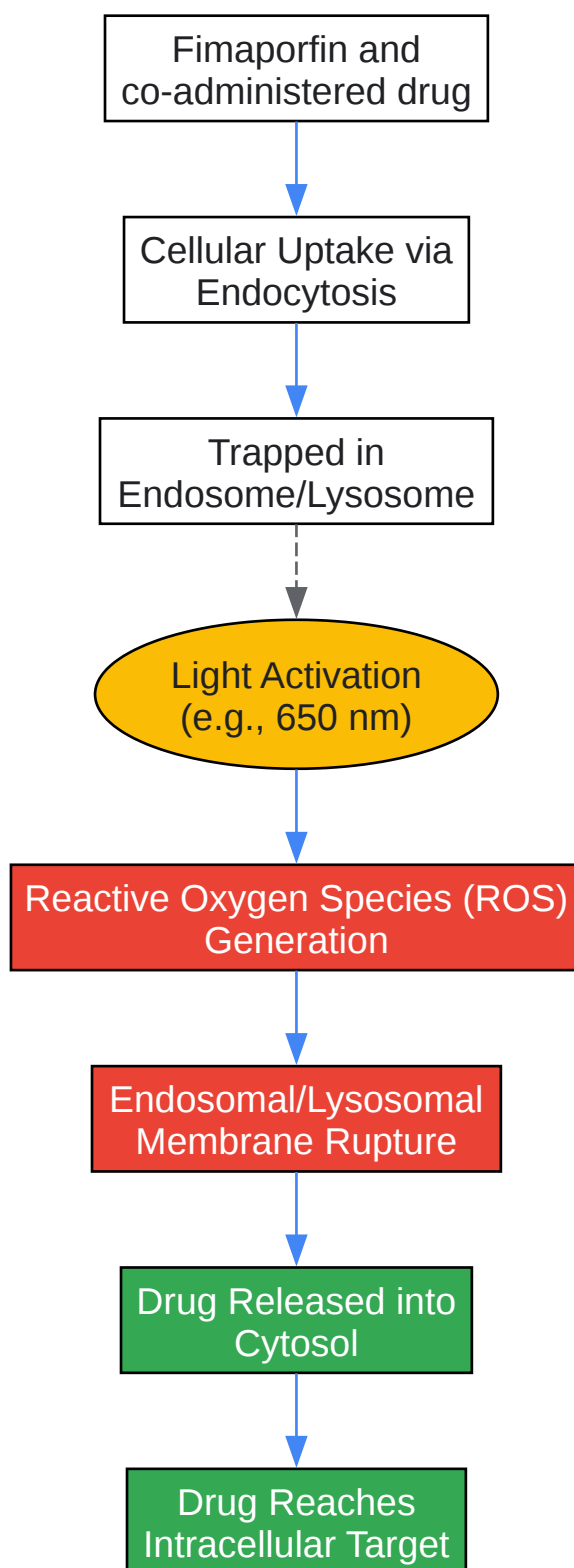 Fimaporfin and
co-administered drug
Cellular Uptake via
Endocytosis
Trapped in
Endosome/Lysosome
Light Activation
(e.g., 650 nm)
Reactive Oxygen Species (ROS)
Generation
Endosomal/Lysosomal
Membrane Rupture
Drug Released into
Cytosol
Drug Reaches
Intracellular Target